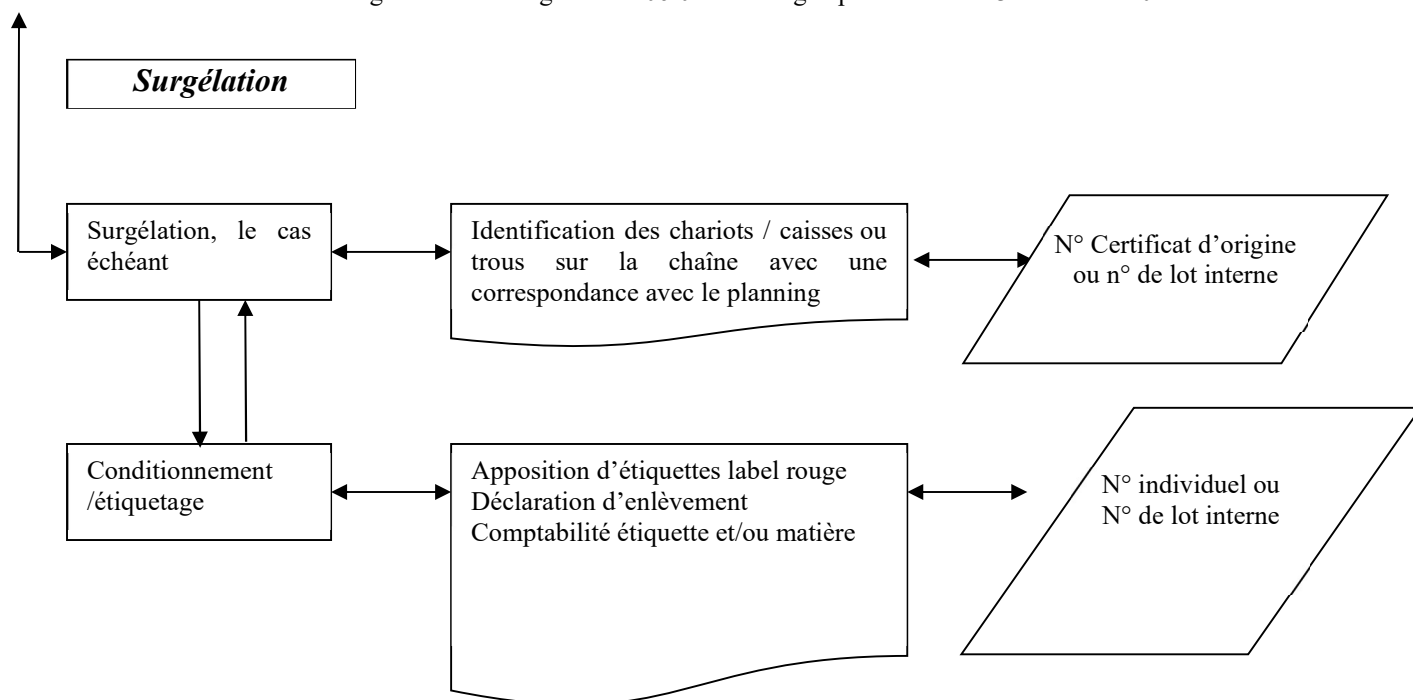 Surgélation
Surgélation, le cas
échéant
Identification des chariots / caisses ou
trous sur la chaîne avec une
correspondance avec le planning
N° Certificat d’origine
ou n° de lot interne
Conditionnement
/étiquetage
Apposition d’étiquettes label rouge
Déclaration d’enlèvement
Comptabilité étiquette et/ou matière
N° individuel ou
N° de lot interne